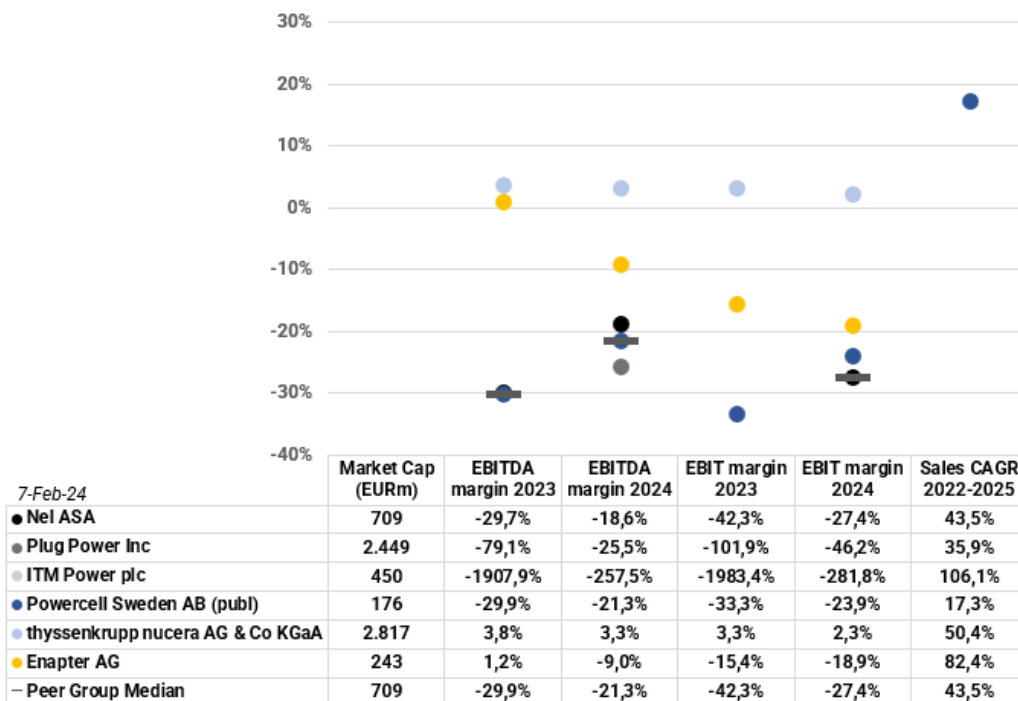 30%
20%
10%
0%
-10%
-20%
-30%
-40%
7-Feb-24 Market Cap (EURm) EBITDA margin 2023 EBITDA margin 2024 EBIT margin 2023 EBIT margin 2024 Sales CAGR 2022-2025
Nel ASA 709 -29,7% -18,6% -42,3% -27,4% 43,5%
Plug Power Inc 2.449 -79,1% -25,5% -101,9% -46,2% 35,9%
ITM Power plc 450 -1907,9% -257,5% -1983,4% -281,8% 106,1%
Powercell Sweden AB (publ) 176 -29,9% -21,3% -33,3% -23,9% 17,3%
thyssenkrupp nucera AG & Co KGaA 2.817 3,8% 3,3% 3,3% 2,3% 50,4%
Enapter AG 243 1,2% -9,0% -15,4% -18,9% 82,4%
Peer Group Median 709 -29,9% -21,3% -42,3% -27,4% 43,5%